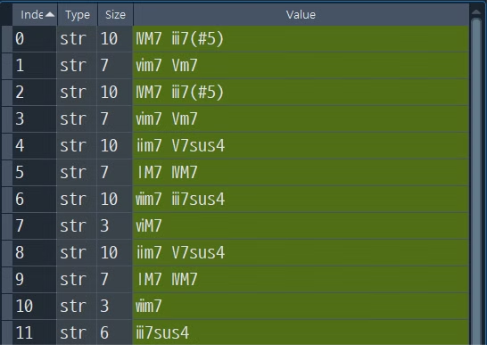 Inde Type Size Value
0 str 10 ⅣM7 ⅲ7(#5)
1 str 7 ⅵm7 Ⅴm7
2 str 10 ⅣM7 ⅲ7(#5)
3 str 7 ⅵm7 Ⅴm7
4 str 10 ⅱm7 Ⅴ7sus4
5 str 7 ⅠM7 ⅣM7
6 str 10 ⅶm7 ⅲ7sus4
7 str 3 ⅵM7
8 str 10 ⅱm7 Ⅴ7sus4
9 str 7 ⅠM7 ⅣM7
10 str 3 ⅶm7
11 str 6 ⅲ7sus4